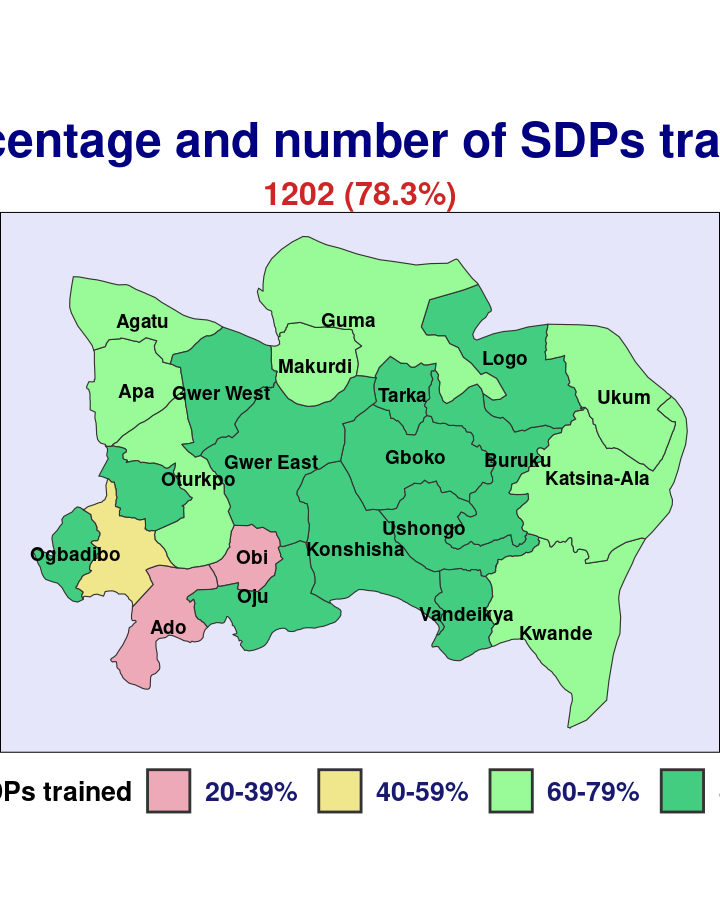 centage and number of SDPs tra
1202 (78.3%)
Agatu
Guma
Logo
Makurdi
Apa
Gwer West
Tarka
Ukum
Gboko
Gwer East
Buruku
Oturkpo
Katsina-Ala
Ushongo
Ogbadibo
Obi
Konshisha
Oju
Vandeikya
Ado
Kwande
DPs trained 20-39% 40-59% 60-79%